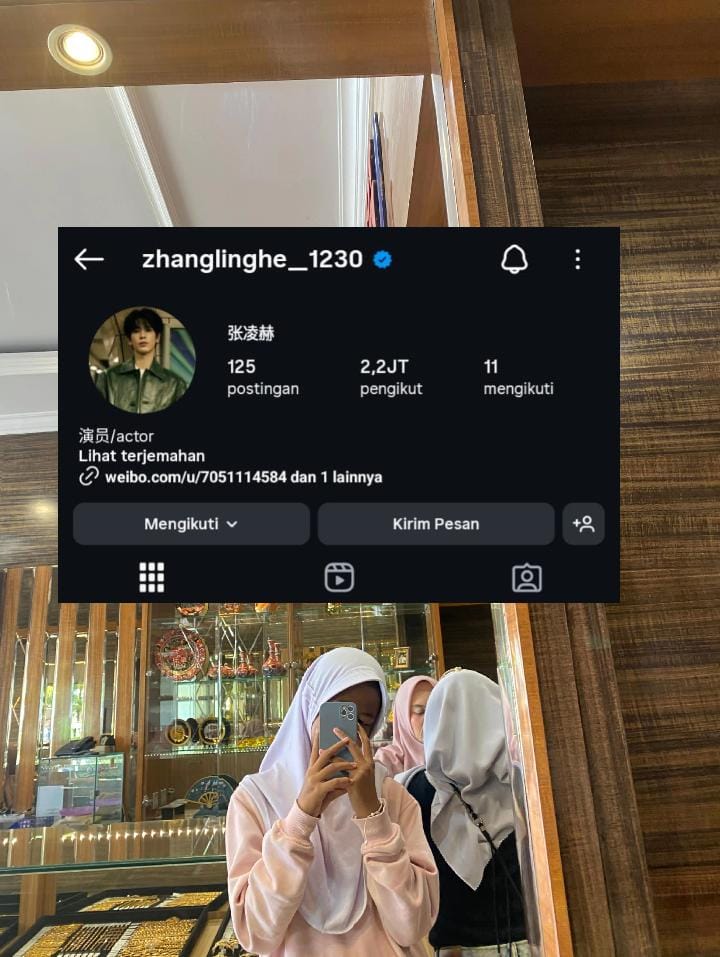 zhanglinghe_1230
张凌赫
125 2,2JT 11
postingan pengikut mengikuti
演员/actor
Lihat terjemahan
weibo.com/u/7051114584 dan 1 lainnya
Mengikuti Kirim Pesan